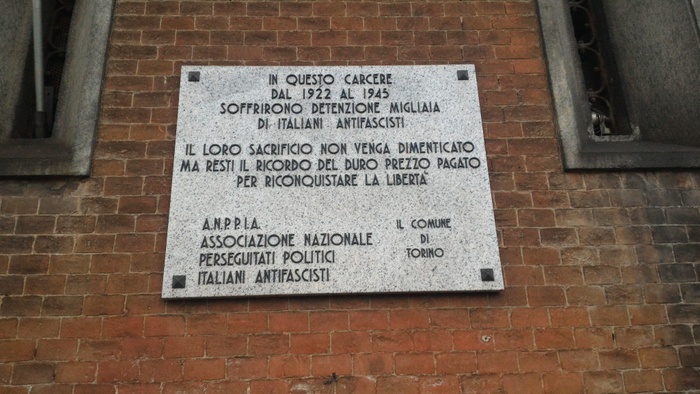 IN QUESTO CARCERE
DAL 1922 AL 1945
SOFFRIRONO DETENZIONE MIGLIAIA
DI ITALIANI ANTIFASCISTI
IL LORO SACRIFICIO NON VENGA DIMENTICATO
MA RESTI IL RICORDO DEL DURO PREZZO PAGATO
PER RICONQUISTARE LA LIBERTA'
A.N.P.P.I.A.
ASSOCIAZIONE NAZIONALE
PERSEGUITATI POLITICI
ITALIANI ANTIFASCISTI
IL COMUNE
DI
TORINO